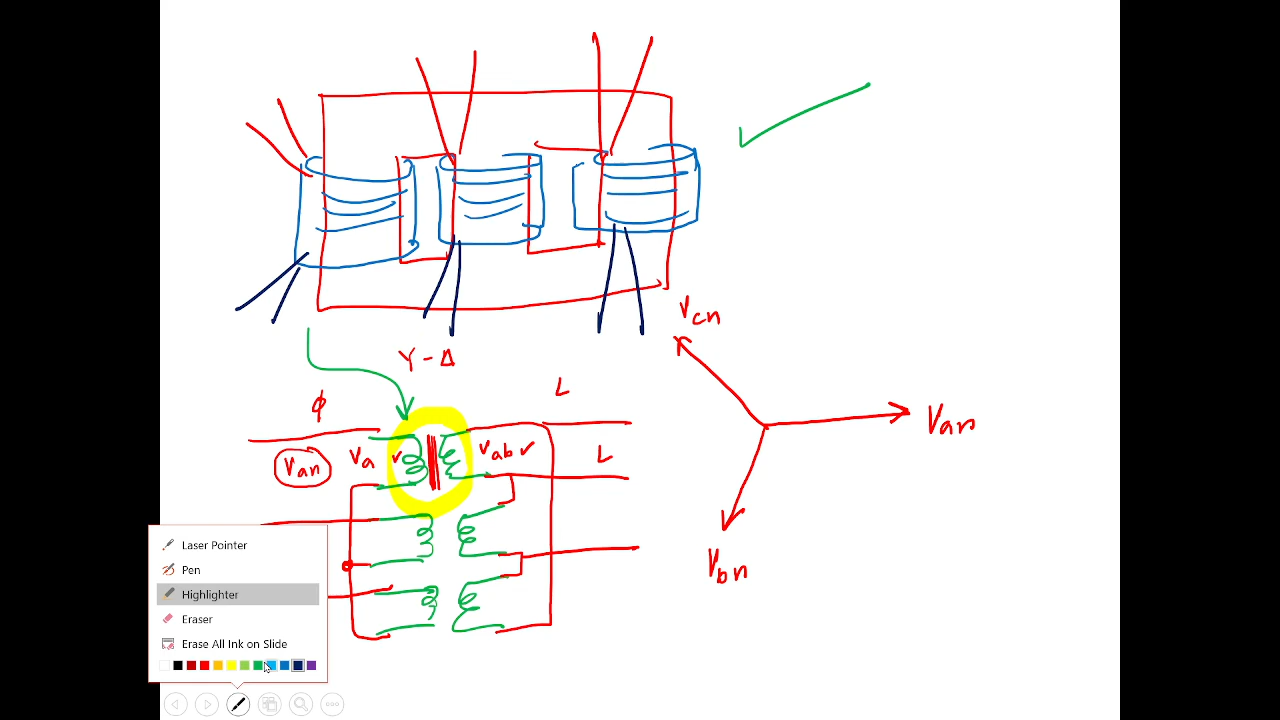 Vcn
Y - Δ
ϕ
L
Van
Van
Va ✓
Vab ✓
L
Vbn
Laser Pointer
Pen
Highlighter
Eraser
Erase All Ink on Slide